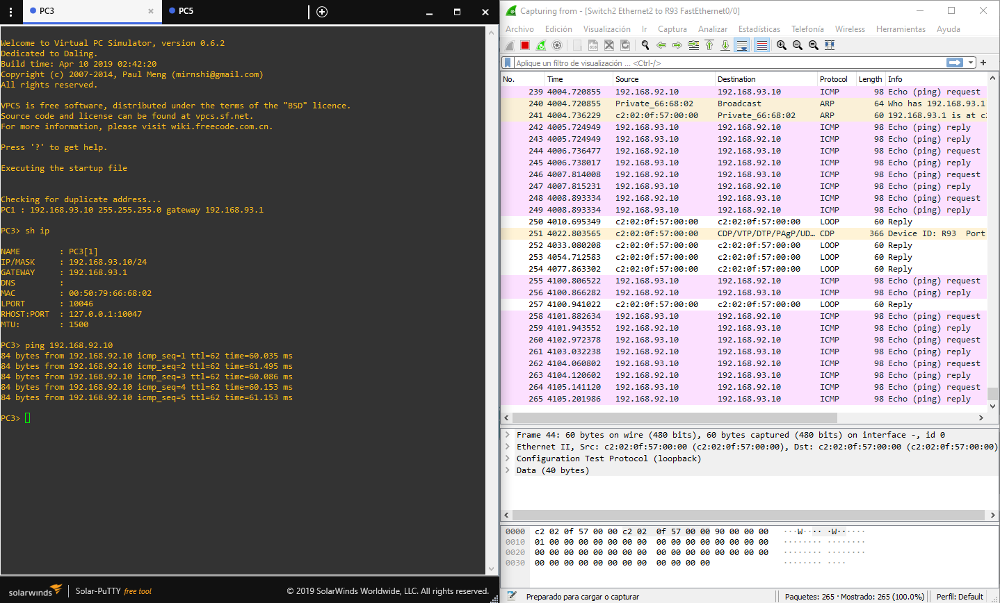 PC3 × PC5
Welcome to Virtual PC Simulator, version 0.6.2
Dedicated to Daling.
Build time: Apr 10 2019 02:42:20
Copyright (c) 2007-2014, Paul Meng (mirnshi@gmail.com)
All rights reserved.
VPCS is free software, distributed under the terms of the "BSD" licence.
Source code and license can be found at vpcs.sf.net.
For more information, please visit wiki.freecode.com.cn.
Press '?' to get help.
Executing the startup file
Checking for duplicate address...
PC1 : 192.168.93.10 255.255.255.0 gateway 192.168.93.1
PC3> sh ip
NAME        : PC3[1]
IP/MASK     : 192.168.93.10/24
GATEWAY     : 192.168.93.1
DNS         :
MAC         : 00:50:79:66:68:02
LPORT       : 10046
RHOST:PORT  : 127.0.0.1:10047
MTU:        : 1500
PC3> ping 192.168.92.10
84 bytes from 192.168.92.10 icmp_seq=1 ttl=62 time=60.035 ms
84 bytes from 192.168.92.10 icmp_seq=2 ttl=62 time=61.495 ms
84 bytes from 192.168.92.10 icmp_seq=3 ttl=62 time=60.086 ms
84 bytes from 192.168.92.10 icmp_seq=4 ttl=62 time=60.153 ms
84 bytes from 192.168.92.10 icmp_seq=5 ttl=62 time=61.153 ms
PC3>
solarwinds | Solar-PuTTY free tool © 2019 SolarWinds Worldwide, LLC. All rights reserved.
Capturing from - [Switch2 Ethernet2 to R93 FastEthernet0/0]
Archivo Edición Visualización Ir Captura Analizar Estadísticas Telefonía Wireless Herramientas Ayuda
Aplique un filtro de visualización ... <Ctrl-/>
No. Time Source Destination Protocol Length Info
239 4004.720855 192.168.92.10 192.168.93.10 ICMP 98 Echo (ping) request
240 4004.720855 Private_66:68:02 Broadcast ARP 64 Who has 192.168.93.1
241 4004.736229 c2:02:0f:57:00:00 Private_66:68:02 ARP 60 192.168.93.1 is at c2
242 4005.724949 192.168.93.10 192.168.92.10 ICMP 98 Echo (ping) reply
243 4005.724949 192.168.93.10 192.168.92.10 ICMP 98 Echo (ping) reply
244 4006.736477 192.168.92.10 192.168.93.10 ICMP 98 Echo (ping) request
245 4006.738017 192.168.93.10 192.168.92.10 ICMP 98 Echo (ping) reply
246 4007.814008 192.168.92.10 192.168.93.10 ICMP 98 Echo (ping) request
247 4007.815231 192.168.93.10 192.168.92.10 ICMP 98 Echo (ping) reply
248 4008.893334 192.168.92.10 192.168.93.10 ICMP 98 Echo (ping) request
249 4008.893334 192.168.93.10 192.168.92.10 ICMP 98 Echo (ping) reply
250 4010.695349 c2:02:0f:57:00:00 c2:02:0f:57:00:00 LOOP 60 Reply
251 4022.803565 c2:02:0f:57:00:00 CDP/VTP/DTP/PAgP/UD… CDP 366 Device ID: R93 Port
252 4033.080208 c2:02:0f:57:00:00 c2:02:0f:57:00:00 LOOP 60 Reply
253 4054.712583 c2:02:0f:57:00:00 c2:02:0f:57:00:00 LOOP 60 Reply
254 4077.863302 c2:02:0f:57:00:00 c2:02:0f:57:00:00 LOOP 60 Reply
255 4100.806522 192.168.93.10 192.168.92.10 ICMP 98 Echo (ping) request
256 4100.866282 192.168.92.10 192.168.93.10 ICMP 98 Echo (ping) reply
257 4100.941022 c2:02:0f:57:00:00 c2:02:0f:57:00:00 LOOP 60 Reply
258 4101.882634 192.168.93.10 192.168.92.10 ICMP 98 Echo (ping) request
259 4101.943552 192.168.92.10 192.168.93.10 ICMP 98 Echo (ping) reply
260 4102.972378 192.168.93.10 192.168.92.10 ICMP 98 Echo (ping) request
261 4103.032238 192.168.92.10 192.168.93.10 ICMP 98 Echo (ping) reply
262 4104.060802 192.168.93.10 192.168.92.10 ICMP 98 Echo (ping) request
263 4104.120602 192.168.92.10 192.168.93.10 ICMP 98 Echo (ping) reply
264 4105.141120 192.168.93.10 192.168.92.10 ICMP 98 Echo (ping) request
265 4105.201986 192.168.92.10 192.168.93.10 ICMP 98 Echo (ping) reply
Frame 44: 60 bytes on wire (480 bits), 60 bytes captured (480 bits) on interface -, id 0
Ethernet II, Src: c2:02:0f:57:00:00 (c2:02:0f:57:00:00), Dst: c2:02:0f:57:00:00 (c2:02:0f:57:00:00)
Configuration Test Protocol (loopback)
Data (40 bytes)
0000 c2 02 0f 57 00 00 c2 02 0f 57 00 00 90 00 00 00 ···W·· ·· ·W······
0010 01 00 00 00 00 00 00 00 00 00 00 00 00 00 00 00 ········ ········
0020 00 00 00 00 00 00 00 00 00 00 00 00 00 00 00 00 ········ ········
0030 00 00 00 00 00 00 00 00 00 00 00 00 ········ ····
Preparado para cargar o capturar Paquetes: 265 · Mostrado: 265 (100.0%) Perfil: Default